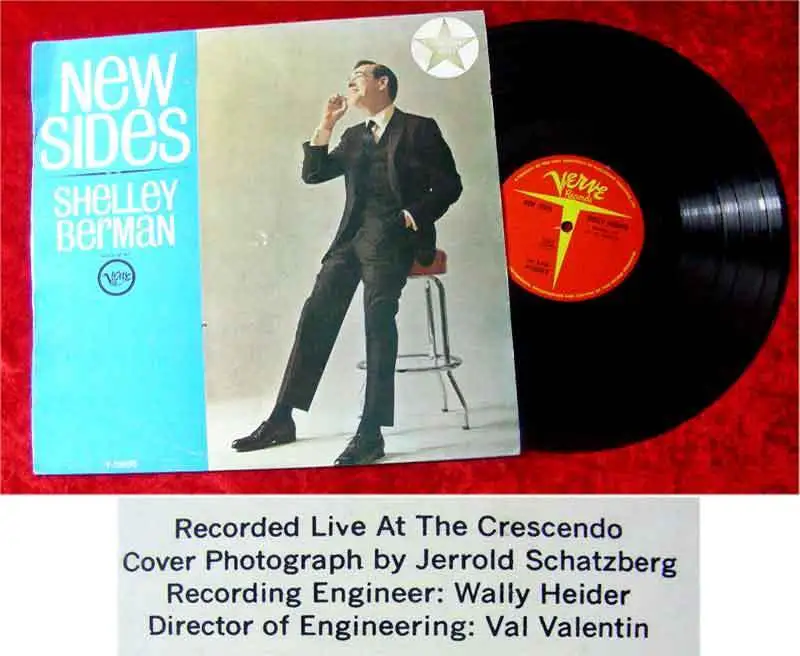 New
SIDES
SHelley
BerMAN
Verve
Verve
Records
Recorded Live At The Crescendo
Cover Photograph by Jerrold Schatzberg
Recording Engineer: Wally Heider
Director of Engineering: Val Valentin